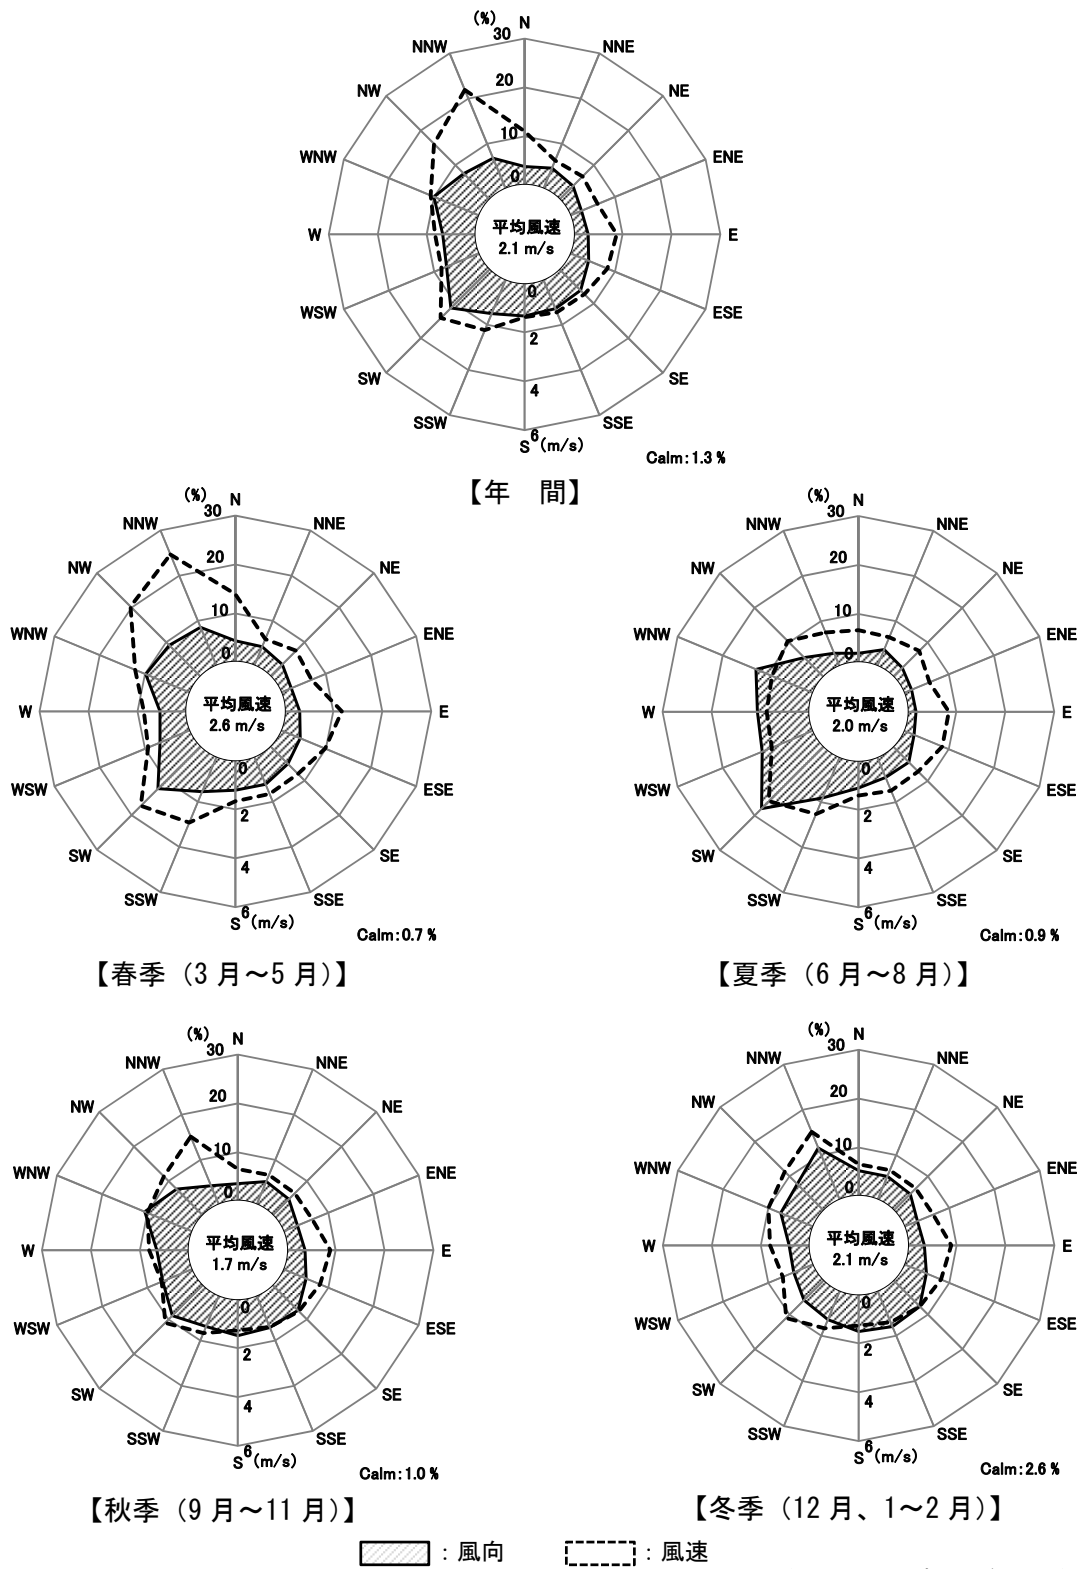 (%)
N
30
NNW
NNE
NW
20
NE
WNW
10
ENE
0
W
平均風速
2.1 m/s
E
0
WSW
2
ESE
SW
4
SE
SSW
SSE
6
S (m/s)
Calm:1.3 %
【年 間】
(%)
N
30
NNW
NNE
NW
20
NE
WNW
10
ENE
0
W
平均風速
2.6 m/s
E
0
WSW
2
ESE
SW
4
SE
SSW
SSE
6
S (m/s)
Calm:0.7 %
【春季 (3 月～5 月)】
(%)
N
30
NNW
NNE
NW
20
NE
WNW
10
ENE
0
W
平均風速
2.0 m/s
E
0
WSW
2
ESE
SW
4
SE
SSW
SSE
6
S (m/s)
Calm:0.9 %
【夏季 (6 月～8 月)】
(%)
N
30
NNW
NNE
NW
20
NE
WNW
10
ENE
0
W
平均風速
1.7 m/s
E
0
WSW
2
ESE
SW
4
SE
SSW
SSE
6
S (m/s)
Calm:1.0 %
【秋季 (9 月～11 月)】
(%)
N
30
NNW
NNE
NW
20
NE
WNW
10
ENE
0
W
平均風速
2.1 m/s
E
0
WSW
2
ESE
SW
4
SE
SSW
SSE
6
S (m/s)
Calm:2.6 %
【冬季 (12 月、1～2 月)】
:風向 :風速